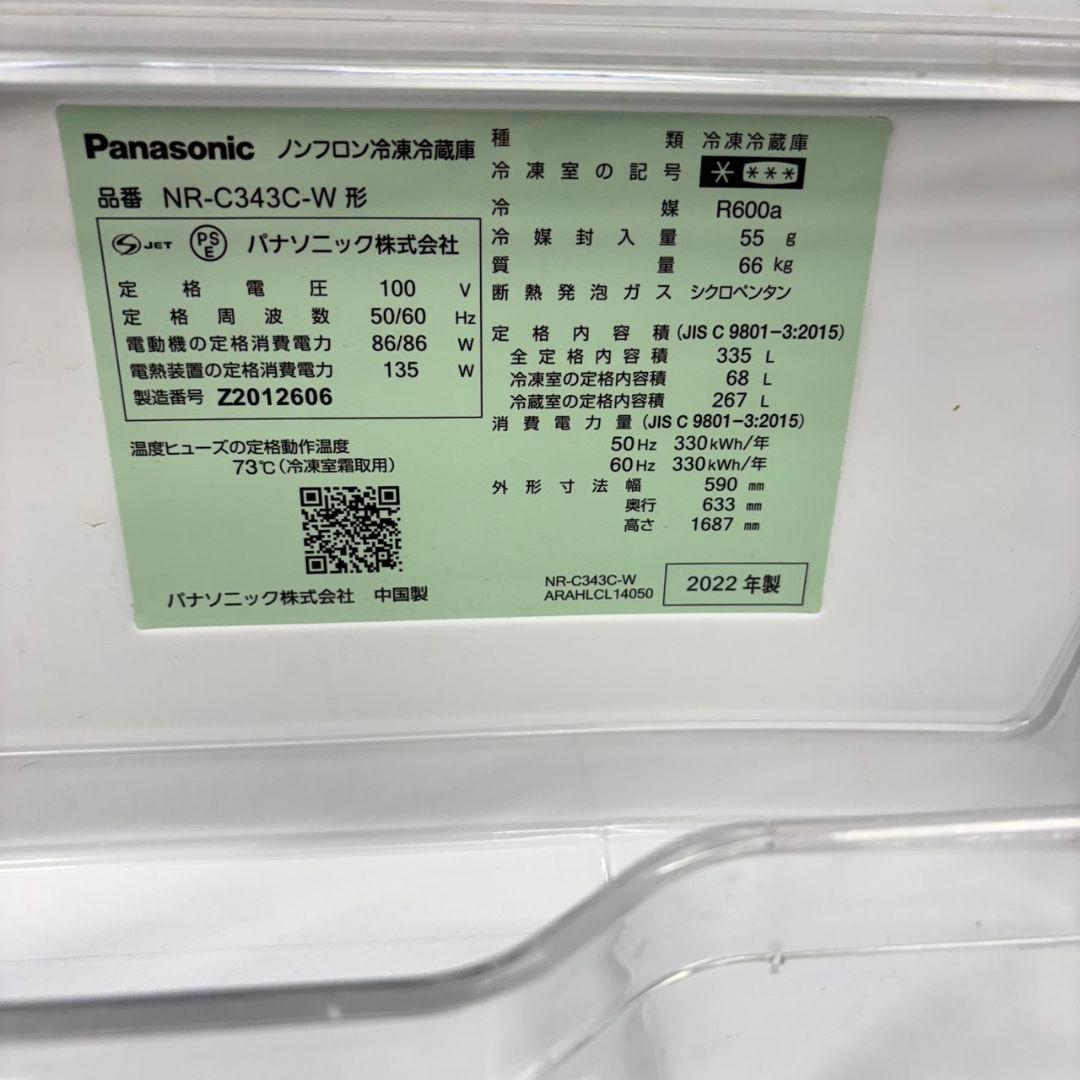 Panasonic ノンフロン冷凍冷蔵庫
品番 NR-C343C-W 形
S JET PSE パナソニック株式会社
定格電圧 100 V
定格周波数 50/60 Hz
電動機の定格消費電力 86/86 W
電熱装置の定格消費電力 135 W
製造番号 Z2012606
温度ヒューズの定格動作温度
73℃(冷凍室霜取用)
パナソニック株式会社 中国製
種類 冷凍冷蔵庫
冷凍室の記号 * ***
冷媒 R600a
冷媒封入量 55 g
質量 66 kg
断熱発泡ガス シクロペンタン
定格内容積 (JIS C 9801-3:2015)
全定格内容積 335 L
冷凍室の定格内容積 68 L
冷蔵室の定格内容積 267 L
消費電力量 (JIS C 9801-3:2015)
50 Hz 330 kWh/年
60 Hz 330 kWh/年
外形寸法 幅 590 mm
奥行 633 mm
高さ 1687 mm
NR-C343C-W
ARAHLCL14050
2022 年製